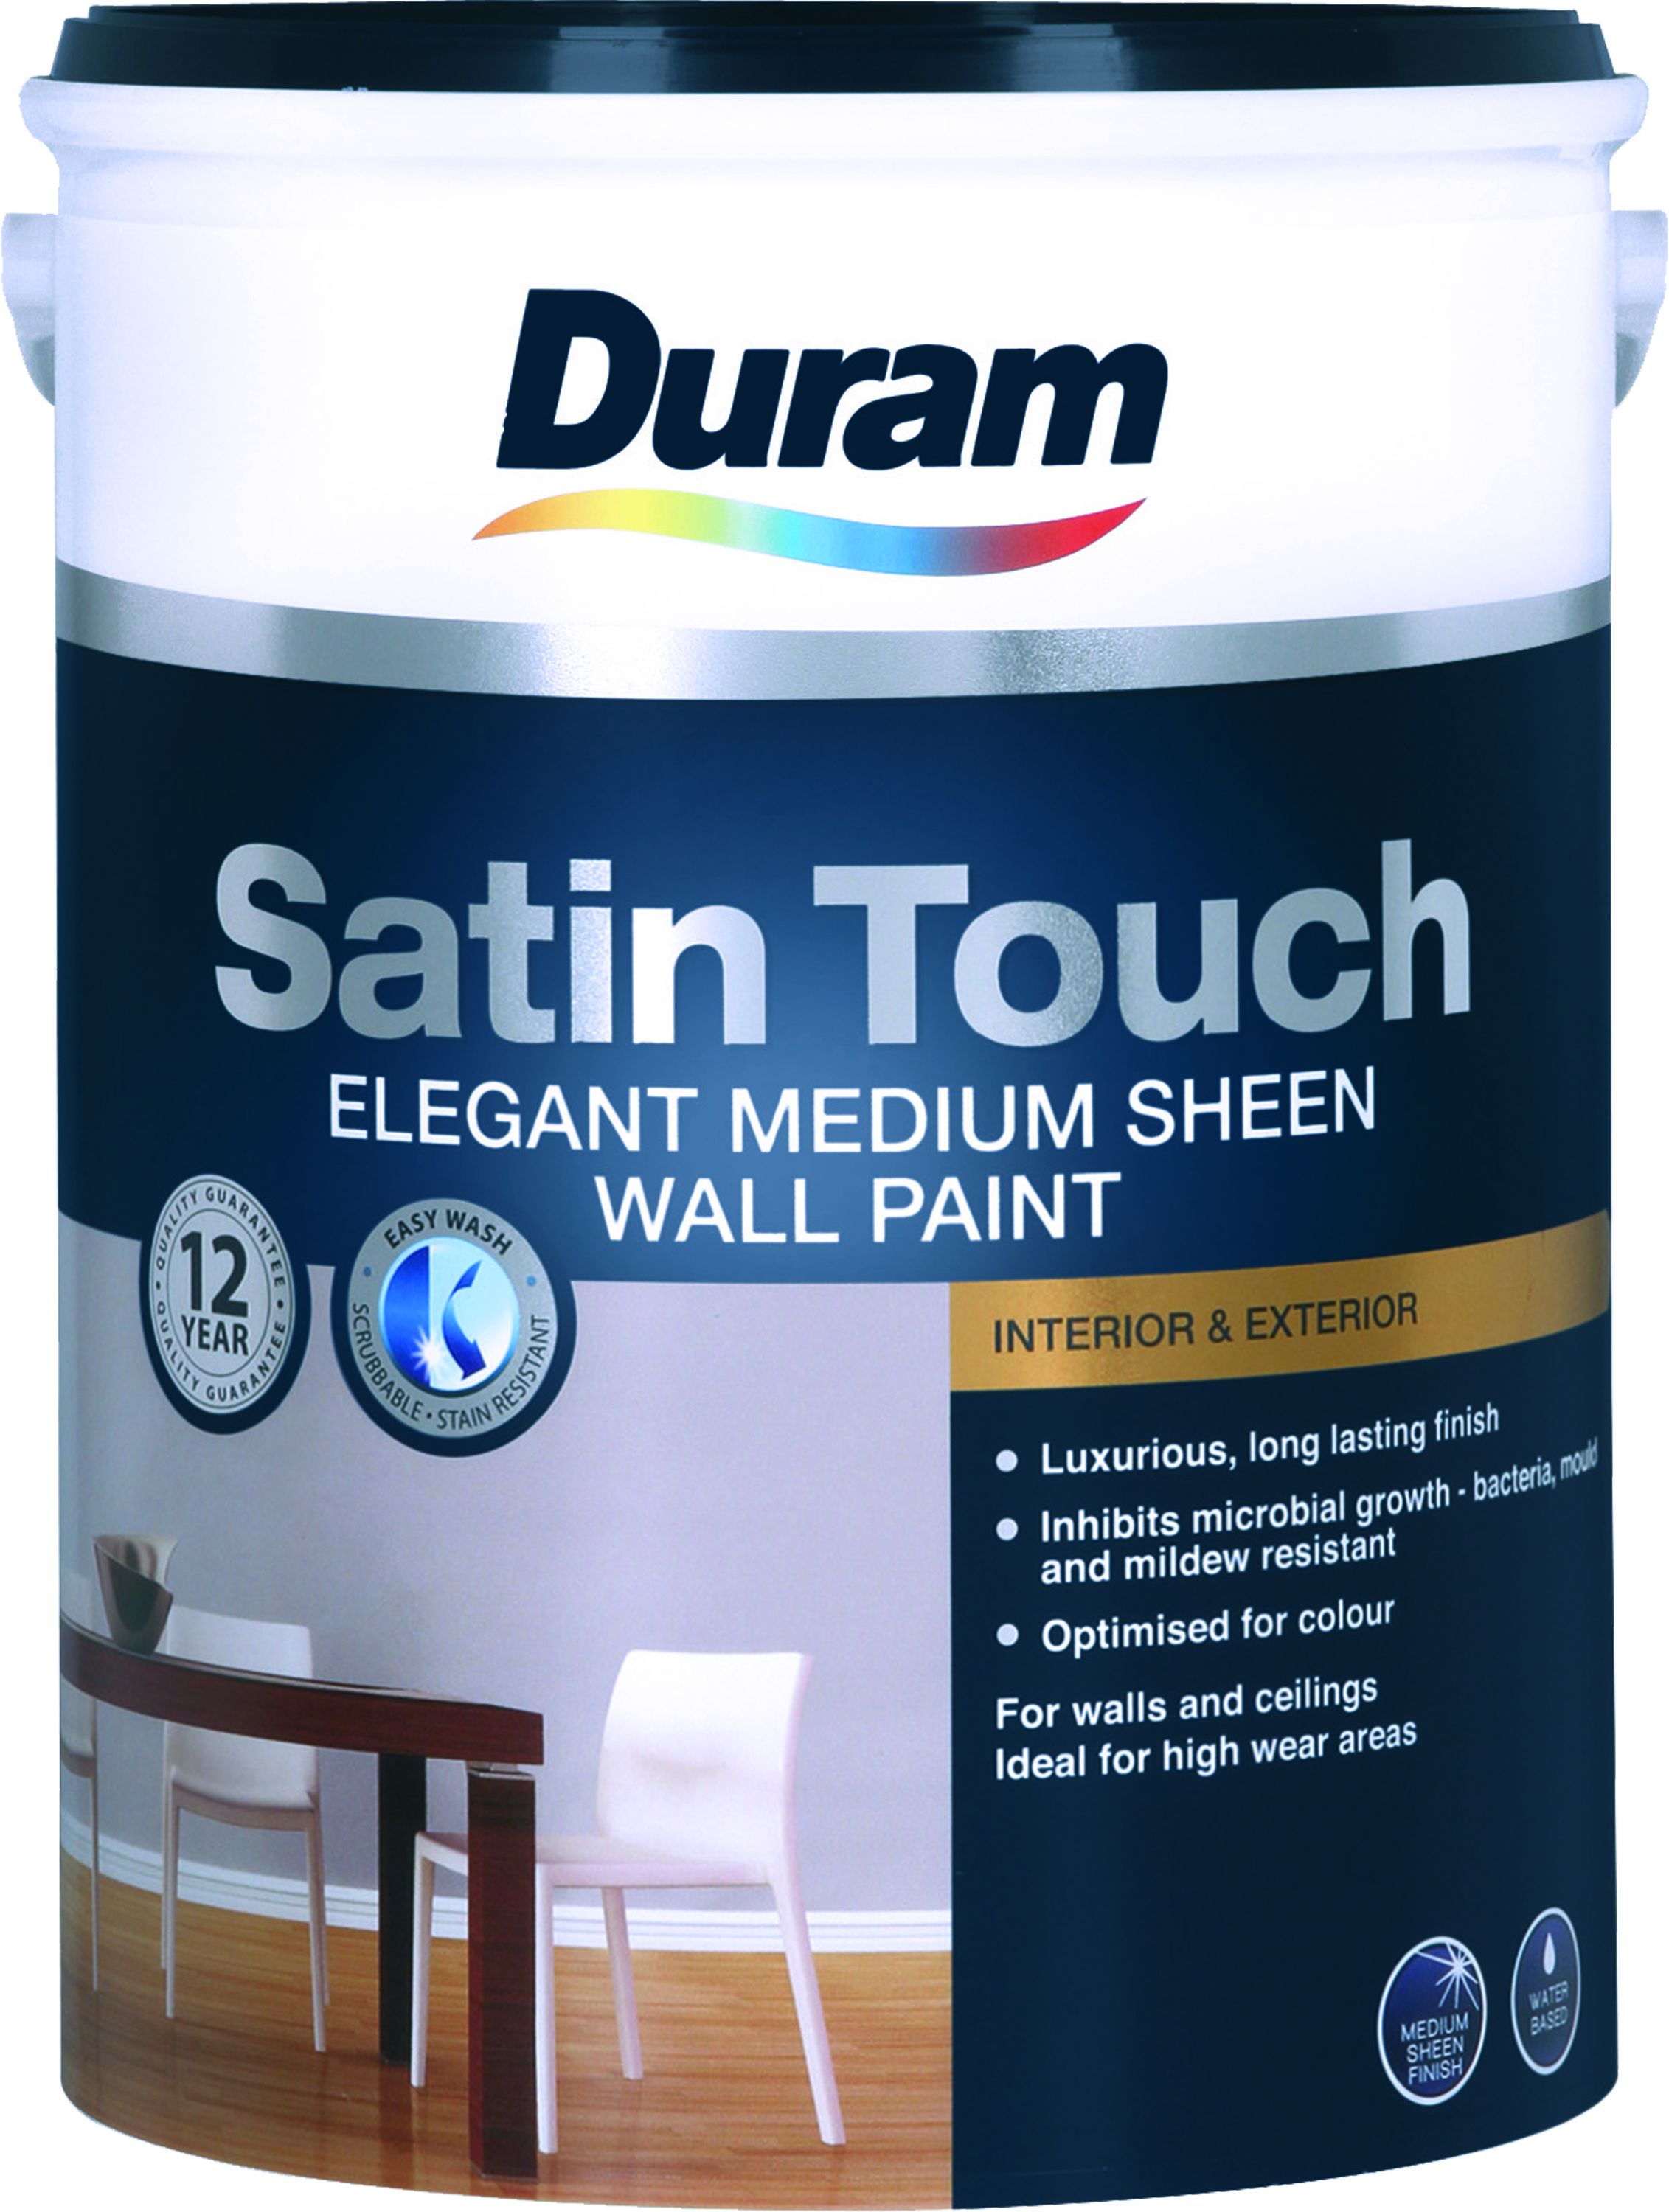 Duram
Satin Touch
ELEGANT MEDIUM SHEEN
WALL PAINT
QUALITY GUARANTEE
12
YEAR
QUALITY GUARANTEE
EASY WASH
SCRUBBABLE • STAIN RESISTANT
INTERIOR & EXTERIOR
• Luxurious, long lasting finish
• Inhibits microbial growth - bacteria, mould
and mildew resistant
• Optimised for colour
For walls and ceilings
Ideal for high wear areas
MEDIUM
SHEEN
FINISH
WATER
BASED